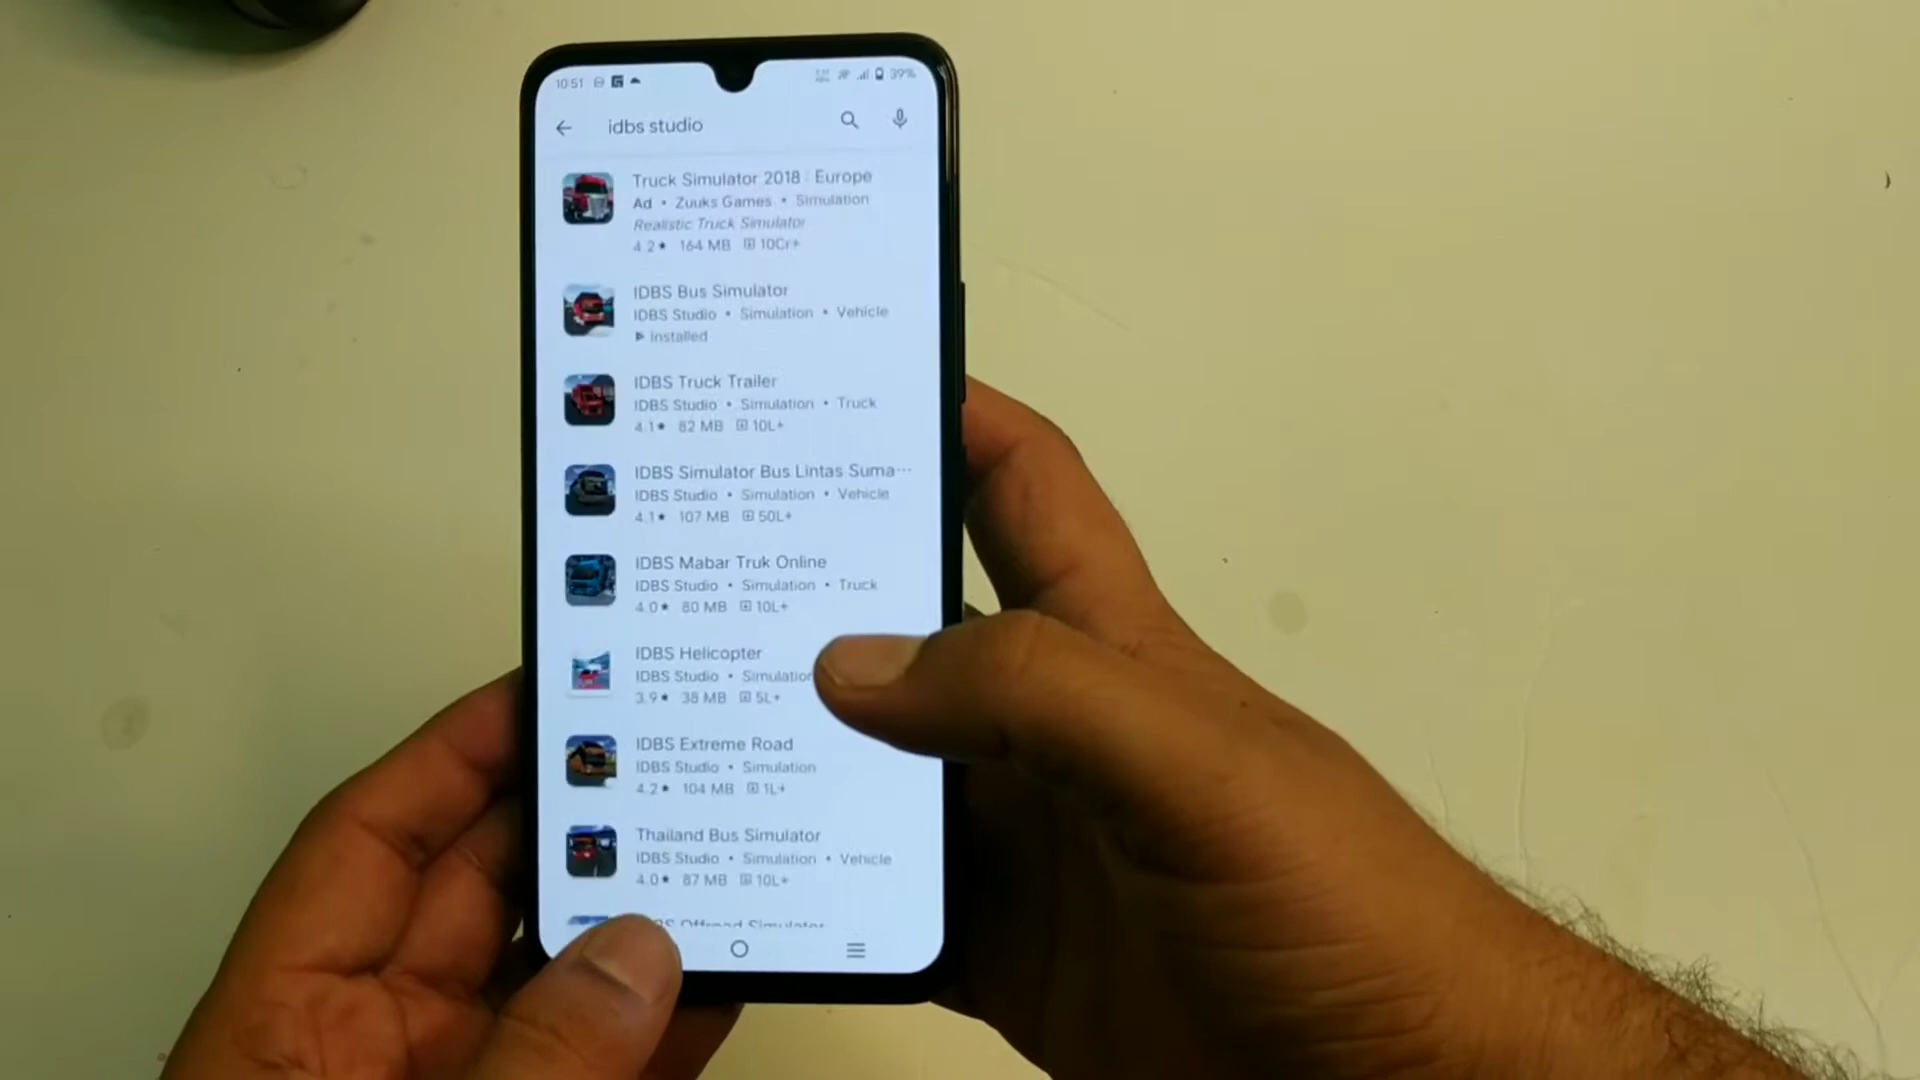 10:51
39%
idbs studio
Truck Simulator 2018 : Europe
Ad • Zuuks Games • Simulation
Realistic Truck Simulator
4.2★ 164 MB 10Cr+
IDBS Bus Simulator
IDBS Studio • Simulation • Vehicle
Installed
IDBS Truck Trailer
IDBS Studio • Simulation • Truck
4.1★ 82 MB 10L+
IDBS Simulator Bus Lintas Suma...
IDBS Studio • Simulation • Vehicle
4.1★ 107 MB 50L+
IDBS Mabar Truk Online
IDBS Studio • Simulation • Truck
4.0★ 80 MB 10L+
IDBS Helicopter
IDBS Studio • Simulation
3.9★ 38 MB 5L+
IDBS Extreme Road
IDBS Studio • Simulation
4.2★ 104 MB 1L+
Thailand Bus Simulator
IDBS Studio • Simulation • Vehicle
4.0★ 87 MB 10L+
Offroad Simulator